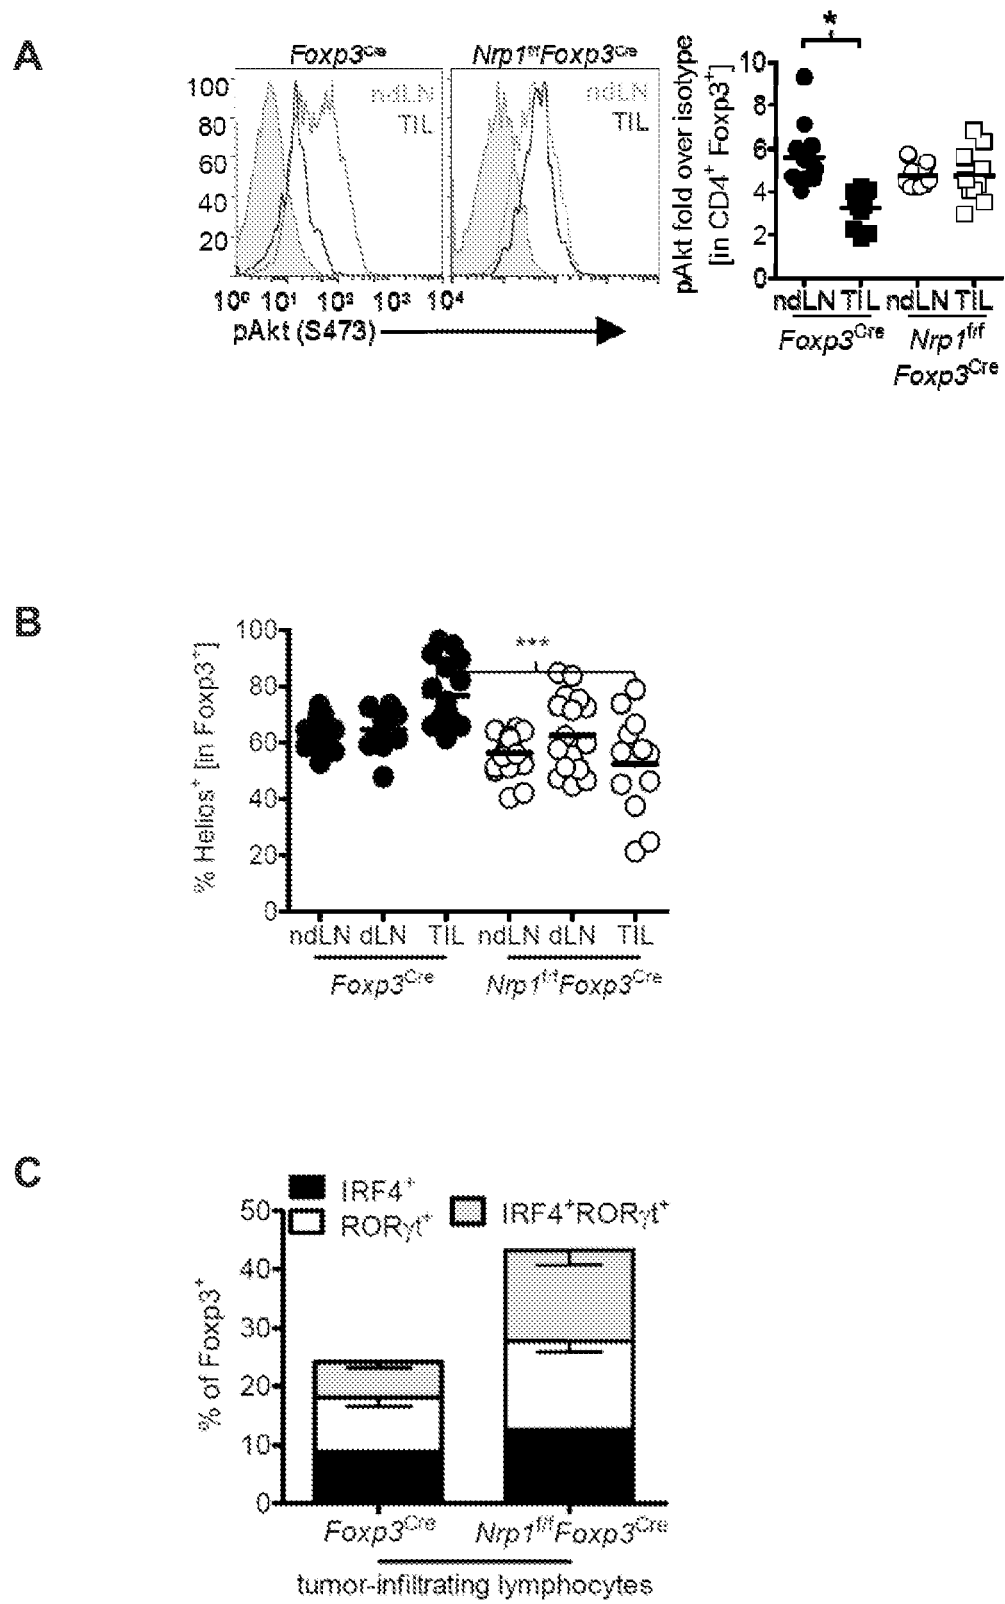 A
Foxp3Cre
Nrp1f/fFoxp3Cre
ndLN
TIL
ndLN
TIL
100
80
60
40
20
10⁰ 10¹ 10² 10³ 10⁴
pAkt (S473)
pAkt fold over isotype
[in CD4⁺ Foxp3⁺]
*
10
8
6
4
2
0
ndLN TIL ndLN TIL
Foxp3Cre
Nrp1f/f
Foxp3Cre
B
% Helios⁺ [in Foxp3⁺]
100
80
60
40
20
0
***
ndLN dLN TIL ndLN dLN TIL
Foxp3Cre Nrp1f/fFoxp3Cre
C
IRF4⁺
RORγt⁺
IRF4⁺RORγt⁺
% of Foxp3⁺
50
40
30
20
10
0
Foxp3Cre Nrp1f/fFoxp3Cre
tumor-infiltrating lymphocytes